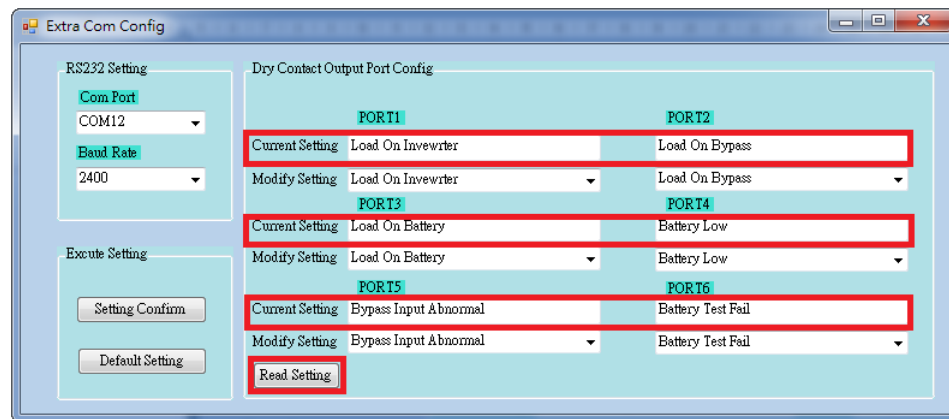 Extra Com Config
RS232 Setting
Com Port
COM12
Baud Rate
2400
Excute Setting
Setting Confirm
Default Setting
Dry Contact Output Port Config
PORT1 PORT2
Current Setting Load On Invewrter Load On Bypass
Modify Setting Load On Invewrter Load On Bypass
PORT3 PORT4
Current Setting Load On Battery Battery Low
Modify Setting Load On Battery Battery Low
PORT5 PORT6
Current Setting Bypass Input Abnormal Battery Test Fail
Modify Setting Bypass Input Abnormal Battery Test Fail
Read Setting